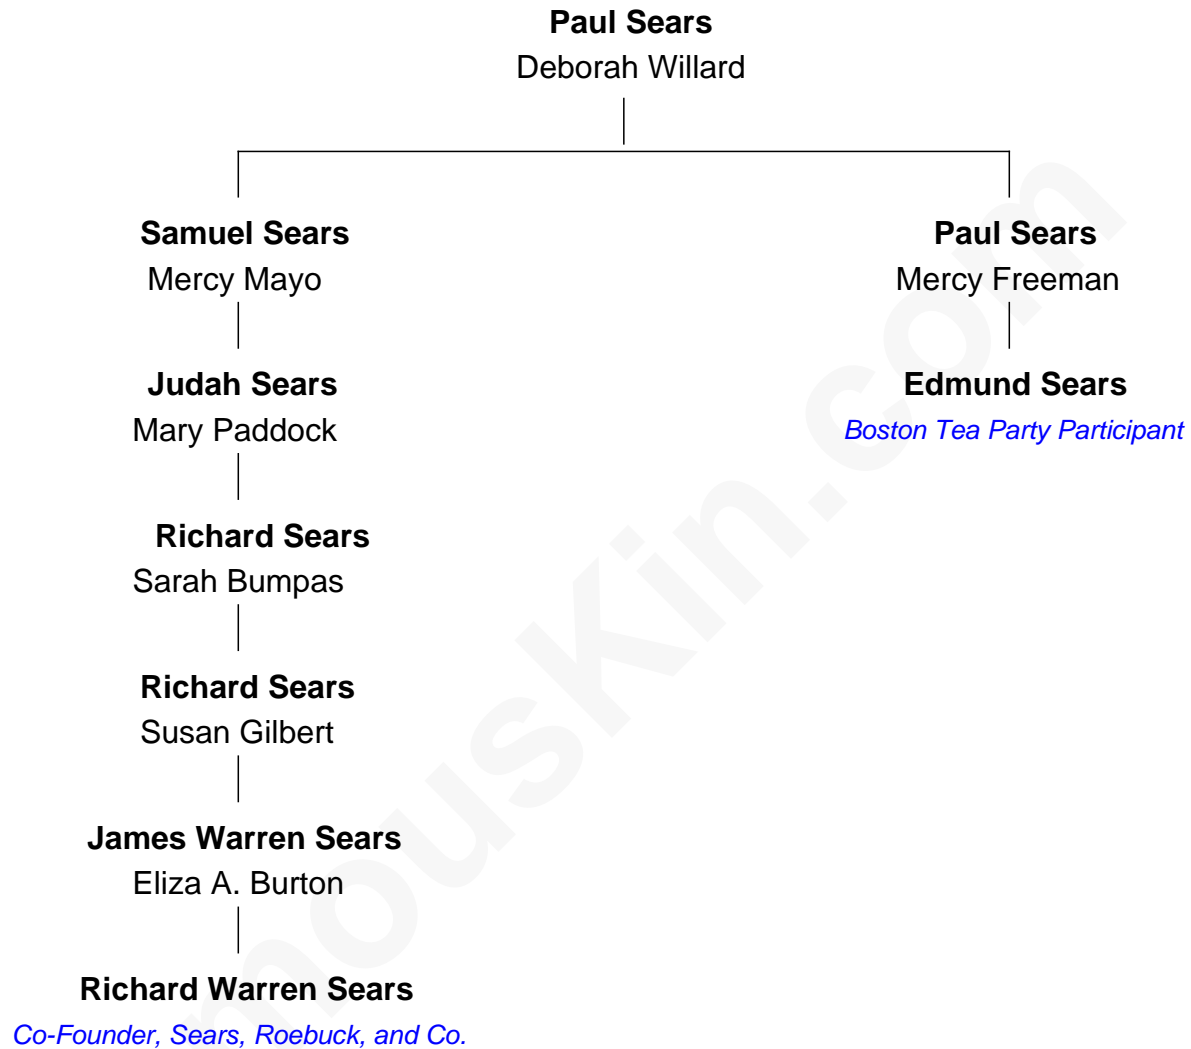 Paul Sears
Deborah Willard
Samuel Sears
Mercy Mayo
Paul Sears
Mercy Freeman
Judah Sears
Mary Paddock
Edmund Sears
Boston Tea Party Participant
Richard Sears
Sarah Bumpas
Richard Sears
Susan Gilbert
James Warren Sears
Eliza A. Burton
Richard Warren Sears
Co-Founder, Sears, Roebuck, and Co.
mousKin.com